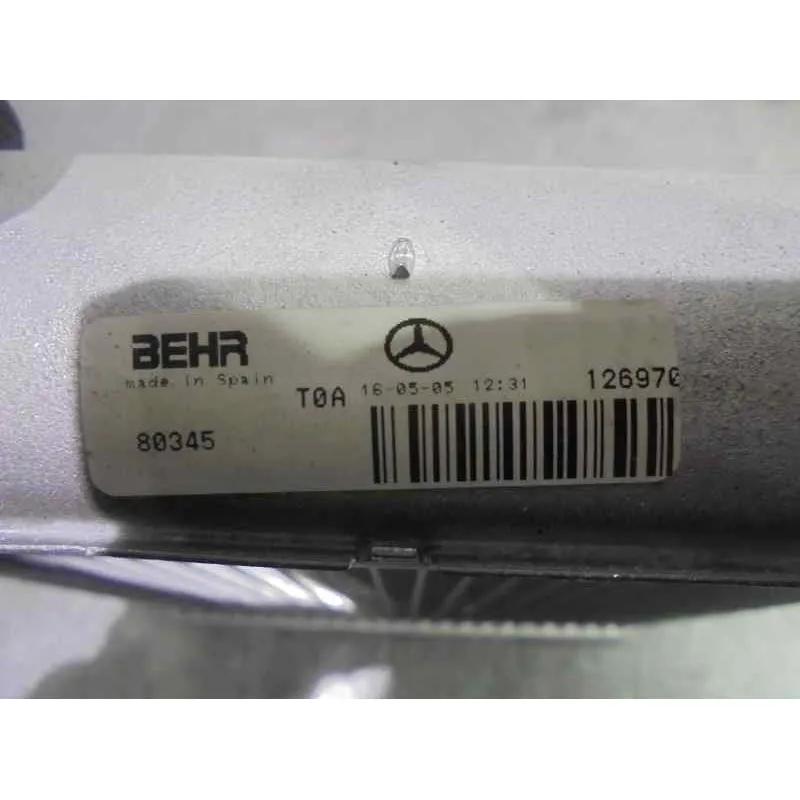 BEHR
made in Spain
T0A 16-05-05 12:31 126970
80345